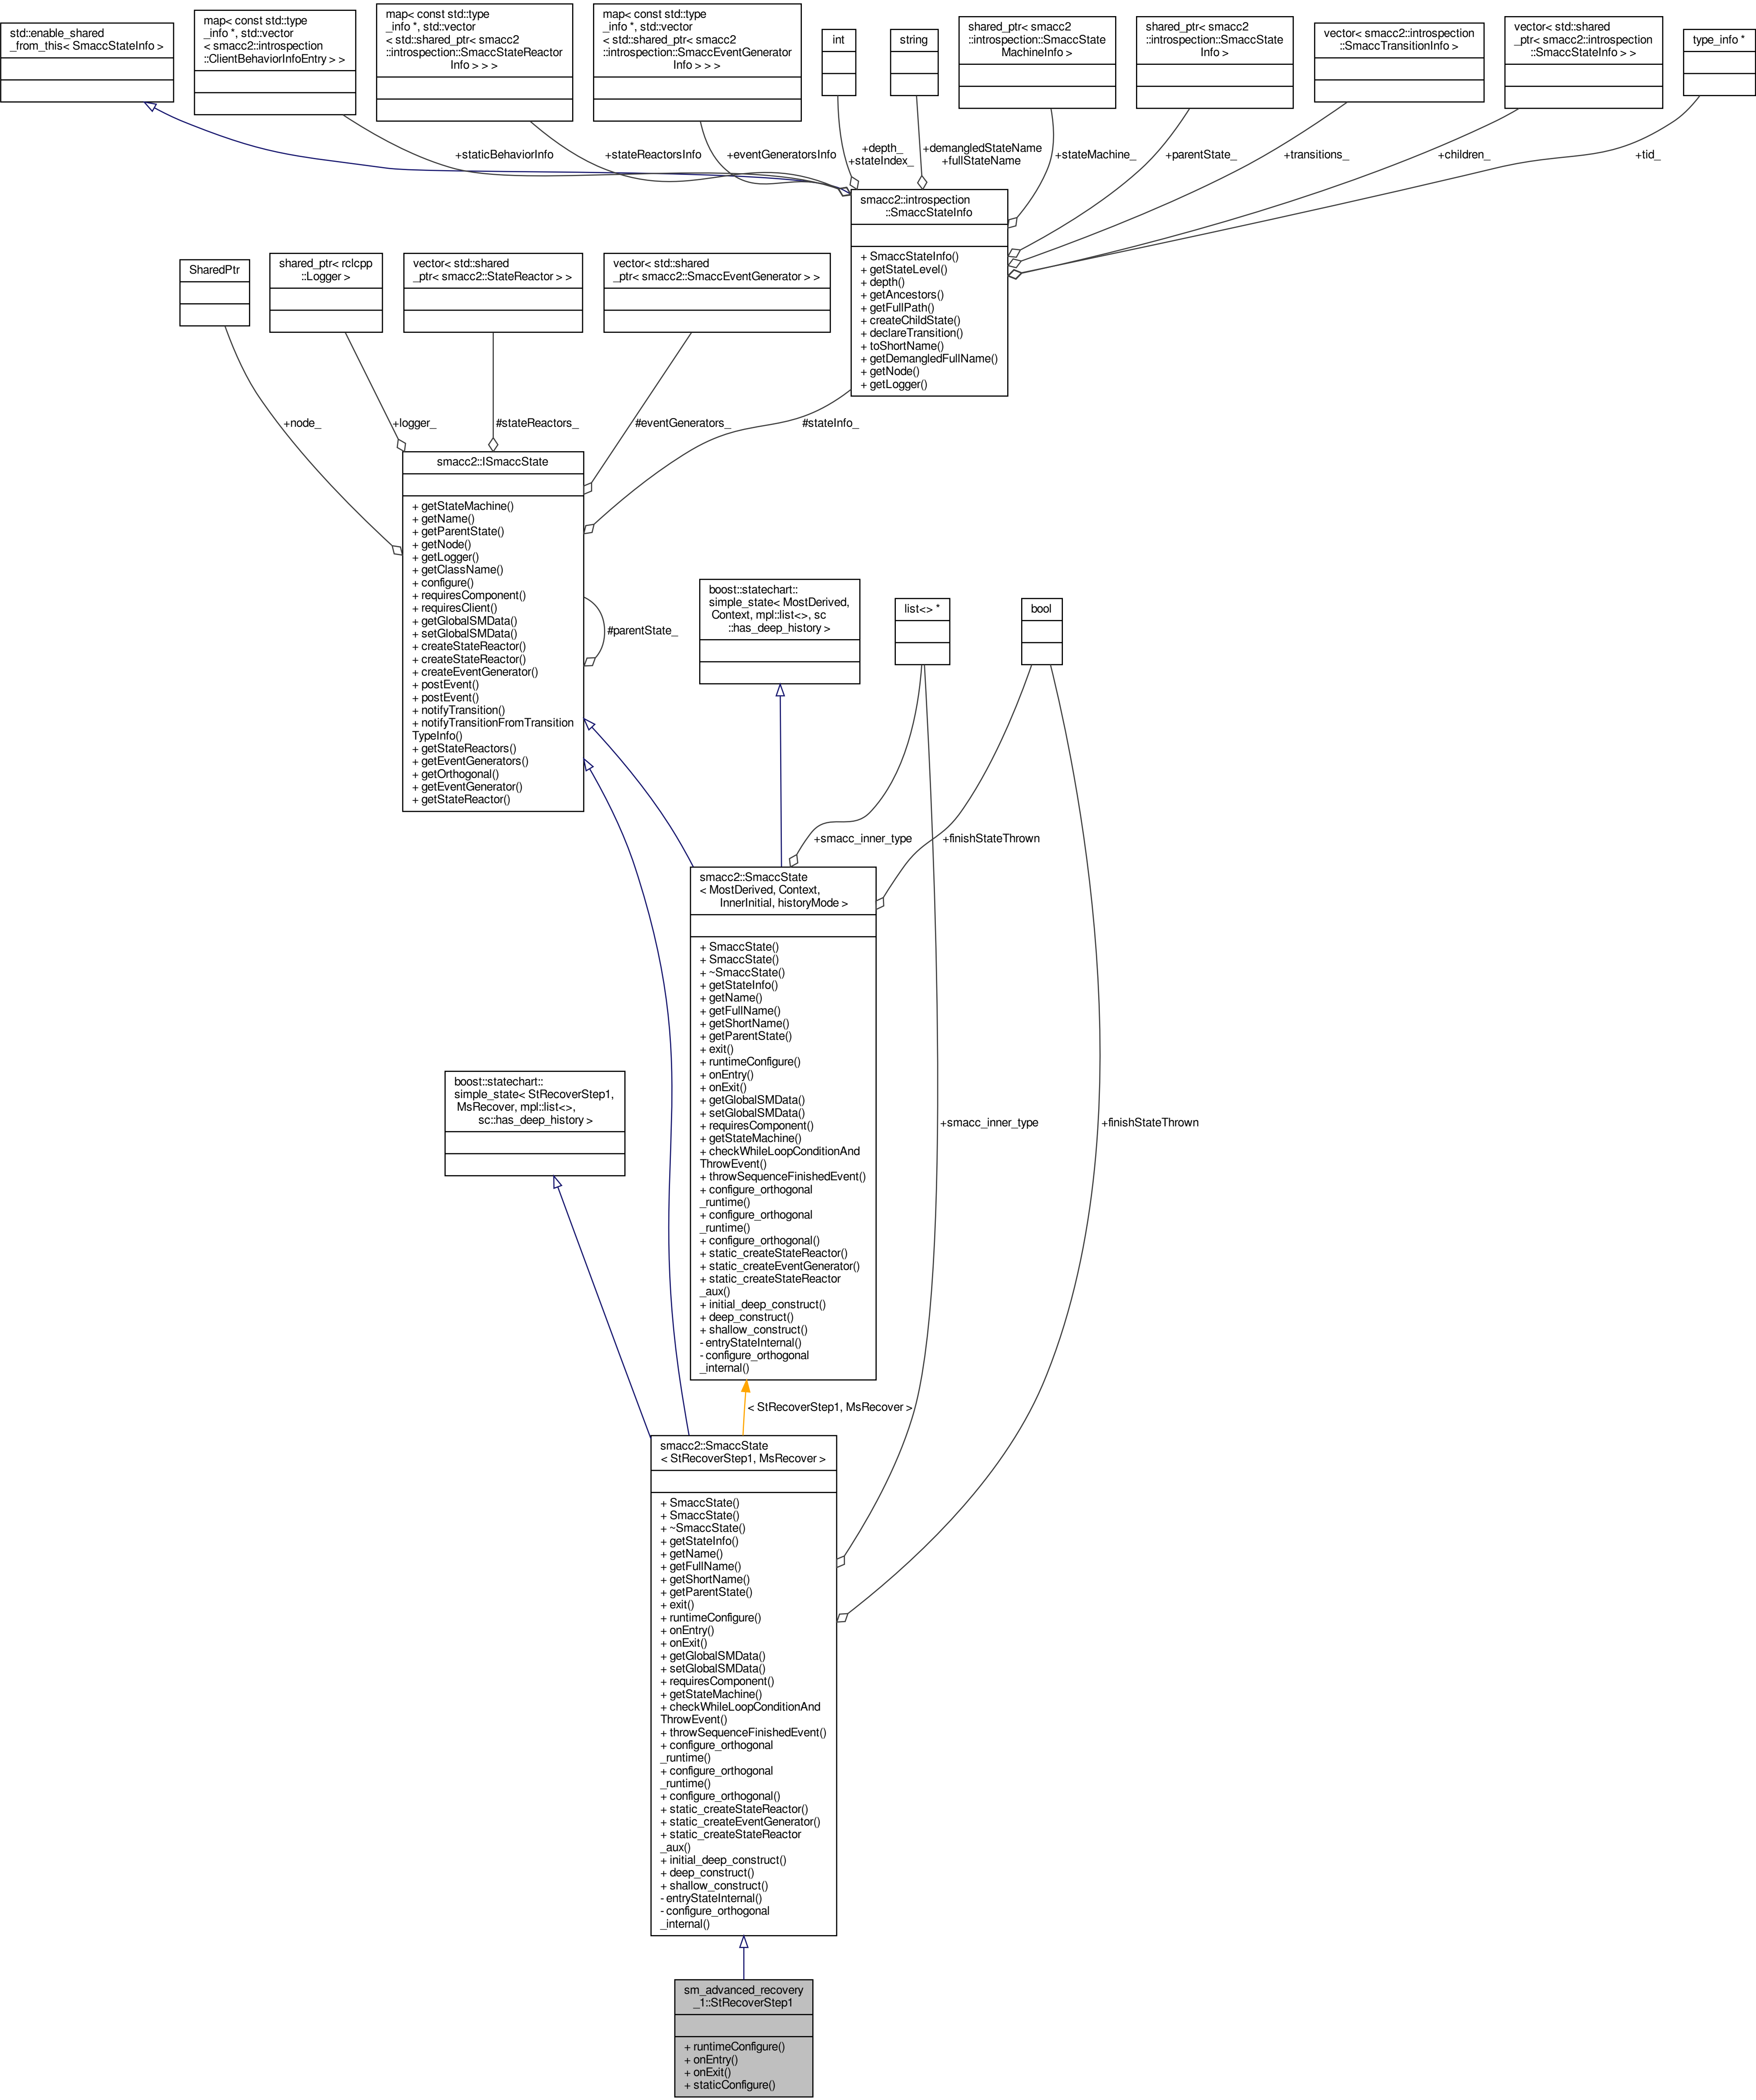 std::enable_shared
_from_this< SmaccStateInfo >
map< const std::type
_info *, std::vector
< smacc2::introspection
::ClientBehaviorInfoEntry > >
map< const std::type
_info *, std::vector
< std::shared_ptr< smacc2
::introspection::SmaccStateReactor
Info > > >
map< const std::type
_info *, std::vector
< std::shared_ptr< smacc2
::introspection::SmaccEventGenerator
Info > > >
int
string
shared_ptr< smacc2
::introspection::SmaccState
MachineInfo >
shared_ptr< smacc2
::introspection::SmaccState
Info >
vector< smacc2::introspection
::SmaccTransitionInfo >
vector< std::shared
_ptr< smacc2::introspection
::SmaccStateInfo > >
type_info *
+staticBehaviorInfo
+stateReactorsInfo
+eventGeneratorsInfo
+depth_
+stateIndex_
+demangledStateName
+fullStateName
+stateMachine_
+parentState_
+transitions_
+children_
+tid_
smacc2::introspection
::SmaccStateInfo
+ SmaccStateInfo()
+ getStateLevel()
+ depth()
+ getAncestors()
+ getFullPath()
+ createChildState()
+ declareTransition()
+ toShortName()
+ getDemangledFullName()
+ getNode()
+ getLogger()
SharedPtr
shared_ptr< rclcpp
::Logger >
vector< std::shared
_ptr< smacc2::StateReactor > >
vector< std::shared
_ptr< smacc2::SmaccEventGenerator > >
+node_
+logger_
#stateReactors_
#eventGenerators_
#stateInfo_
smacc2::ISmaccState
+ getStateMachine()
+ getName()
+ getParentState()
+ getNode()
+ getLogger()
+ getClassName()
+ configure()
+ requiresComponent()
+ requiresClient()
+ getGlobalSMData()
+ setGlobalSMData()
+ createStateReactor()
+ createStateReactor()
+ createEventGenerator()
+ postEvent()
+ postEvent()
+ notifyTransition()
+ notifyTransitionFromTransition
TypeInfo()
+ getStateReactors()
+ getEventGenerators()
+ getOrthogonal()
+ getEventGenerator()
+ getStateReactor()
#parentState_
boost::statechart::
simple_state< MostDerived,
Context, mpl::list<>, sc
::has_deep_history >
list<> *
bool
+smacc_inner_type
+finishStateThrown
smacc2::SmaccState
< MostDerived, Context,
InnerInitial, historyMode >
+ SmaccState()
+ SmaccState()
+ ~SmaccState()
+ getStateInfo()
+ getName()
+ getFullName()
+ getShortName()
+ getParentState()
+ exit()
+ runtimeConfigure()
+ onEntry()
+ onExit()
+ getGlobalSMData()
+ setGlobalSMData()
+ requiresComponent()
+ getStateMachine()
+ checkWhileLoopConditionAnd
ThrowEvent()
+ throwSequenceFinishedEvent()
+ configure_orthogonal
_runtime()
+ configure_orthogonal
_runtime()
+ configure_orthogonal()
+ static_createStateReactor()
+ static_createEventGenerator()
+ static_createStateReactor
_aux()
+ initial_deep_construct()
+ deep_construct()
+ shallow_construct()
- entryStateInternal()
- configure_orthogonal
_internal()
boost::statechart::
simple_state< StRecoverStep1,
MsRecover, mpl::list<>,
sc::has_deep_history >
+smacc_inner_type
+finishStateThrown
< StRecoverStep1, MsRecover >
smacc2::SmaccState
< StRecoverStep1, MsRecover >
+ SmaccState()
+ SmaccState()
+ ~SmaccState()
+ getStateInfo()
+ getName()
+ getFullName()
+ getShortName()
+ getParentState()
+ exit()
+ runtimeConfigure()
+ onEntry()
+ onExit()
+ getGlobalSMData()
+ setGlobalSMData()
+ requiresComponent()
+ getStateMachine()
+ checkWhileLoopConditionAnd
ThrowEvent()
+ throwSequenceFinishedEvent()
+ configure_orthogonal
_runtime()
+ configure_orthogonal
_runtime()
+ configure_orthogonal()
+ static_createStateReactor()
+ static_createEventGenerator()
+ static_createStateReactor
_aux()
+ initial_deep_construct()
+ deep_construct()
+ shallow_construct()
- entryStateInternal()
- configure_orthogonal
_internal()
sm_advanced_recovery
_1::StRecoverStep1
+ runtimeConfigure()
+ onEntry()
+ onExit()
+ staticConfigure()